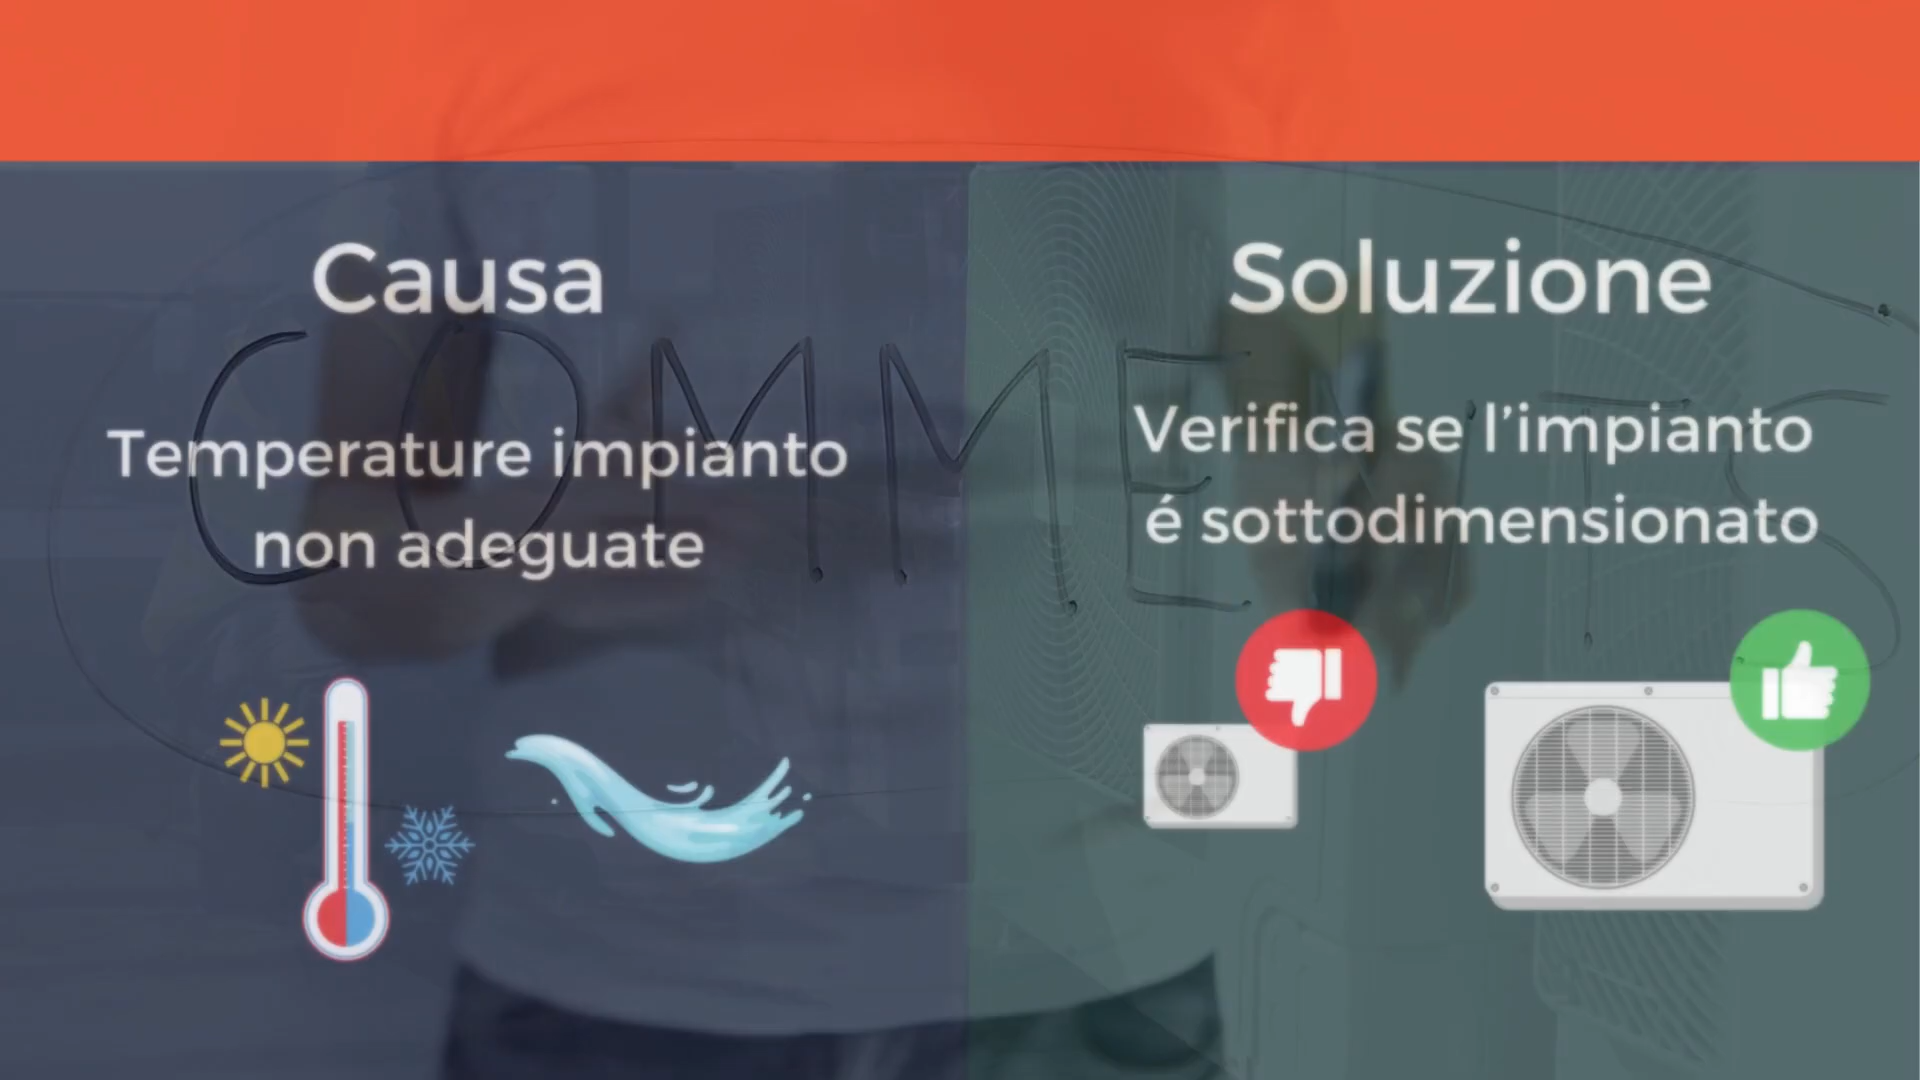 Causa
Temperature impianto
non adeguate
Soluzione
Verifica se l’impianto
é sottodimensionato
COMMENTS